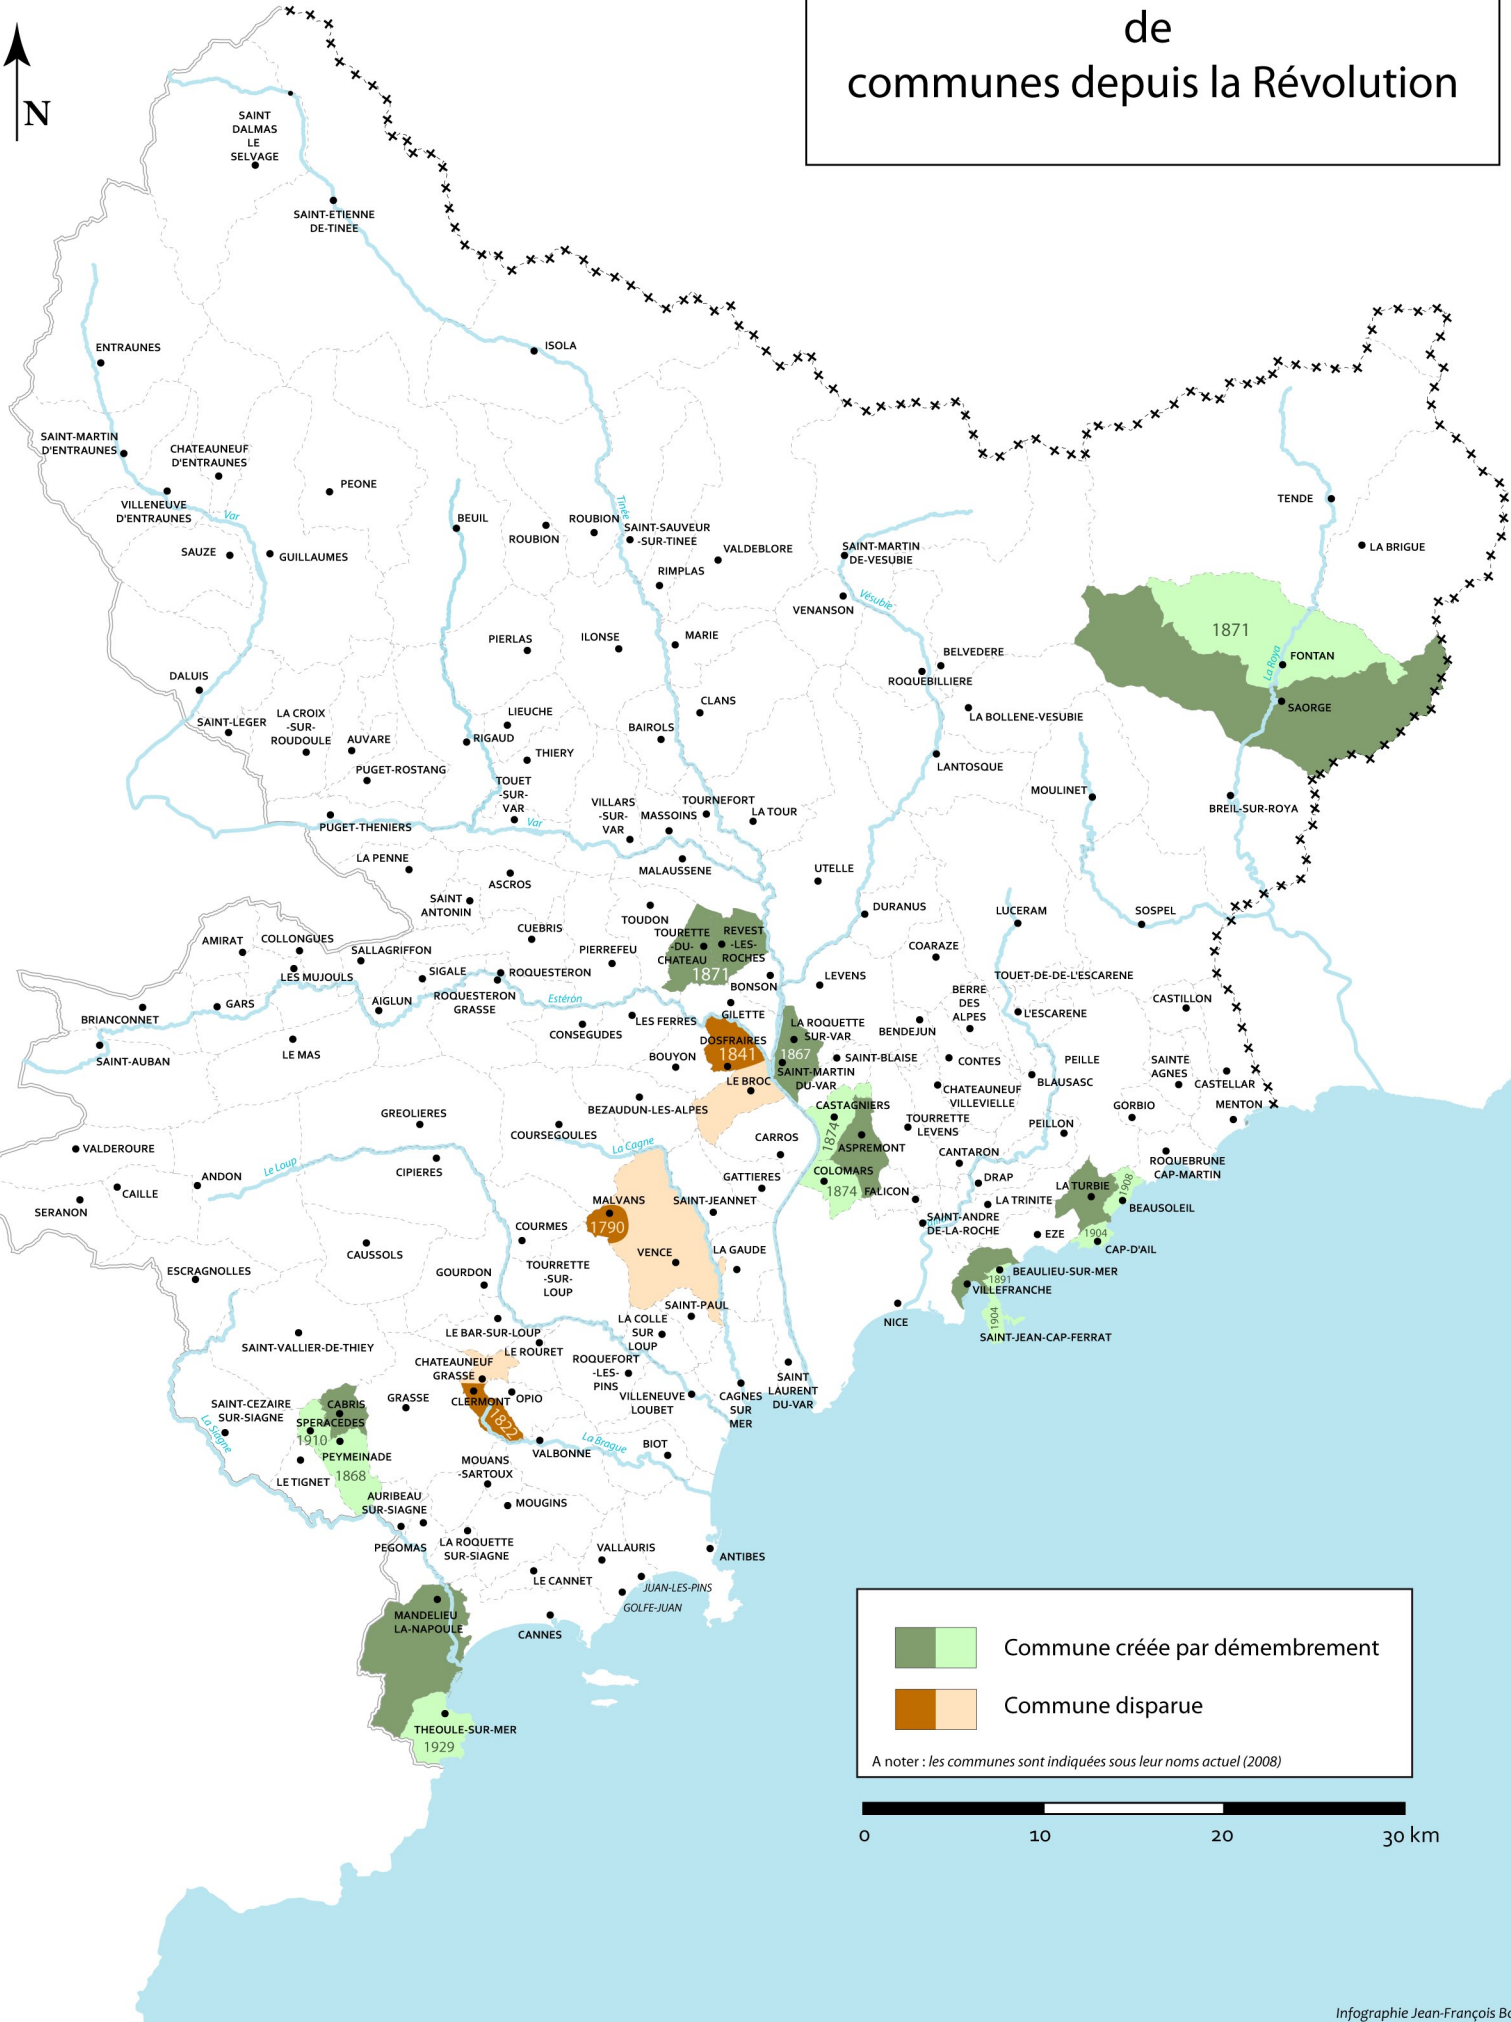 de
communes depuis la Révolution
N
SAINT
DALMAS
LE
SELVAGE
SAINT-ETIENNE
DE-TINEE
ENTRAUNES
ISOLA
SAINT-MARTIN
D'ENTRAUNES
CHATEAUNEUF
D'ENTRAUNES
PEONE
VILLENEUVE
D'ENTRAUNES
Var
Tinée
BEUIL
ROUBION
ROUBION
SAINT-SAUVEUR
-SUR-TINEE
VALDEBLORE
SAINT-MARTIN
DE-VESUBIE
TENDE
LA BRIGUE
SAUZE
GUILLAUMES
RIMPLAS
VENANSON
Vésubie
PIERLAS
ILONSE
MARIE
BELVEDERE
ROQUEBILLIERE
1871
FONTAN
La Roya
SAORGE
DALUIS
SAINT-LEGER
LA CROIX
-SUR-
ROUDOULE
AUVARE
LIEUCHE
RIGAUD
CLANS
BAIROLS
LA BOLLENE-VESUBIE
PUGET-ROSTANG
THIERY
LANTOSQUE
TOUET
-SUR-
VAR
MOULINET
BREIL-SUR-ROYA
PUGET-THENIERS
Var
VILLARS
-SUR-
VAR
MASSOINS
TOURNEFORT
LA TOUR
LA PENNE
MALAUSSENE
UTELLE
ASCROS
SAINT
ANTONIN
TOUDON
DURANUS
LUCERAM
SOSPEL
CUEBRIS
TOURETTE
-DU-
CHATEAU
REVEST
-LES-
ROCHES
1871
AMIRAT
COLLONGUES
SALLAGRIFFON
PIERREFEU
COARAZE
LES MUJOULS
SIGALE
ROQUESTERON
BONSON
LEVENS
TOUET-DE-DE-L'ESCARENE
ROQUESTERON
GRASSE
Estéron
BERRE
DES
ALPES
CASTILLON
GARS
AIGLUN
BRIANCONNET
GILETTE
LES FERRES
LA ROQUETTE
SUR-VAR
BENDEJUN
L'ESCARENE
CONSEGUDES
SAINT-AUBAN
LE MAS
DOSFRAIRES
1841
1867
BOUYON
SAINT-BLAISE
CONTES
PEILLE
SAINTE
AGNES
SAINT-MARTIN
DU-VAR
LE BROC
BLAUSASC
CASTELLAR
CHATEAUNEUF
VILLEVIELLE
BEZAUDUN-LES-ALPES
CASTAGNIERS
GORBIO
MENTON
GREOLIERES
COURSEGOULES
1874
TOURRETTE
LEVENS
PEILLON
La Cagne
CARROS
ASPREMONT
CANTARON
VALDEROURE
Le Loup
CIPIERES
GATTIERES
COLOMARS
1874
FALICON
DRAP
ROQUEBRUNE
CAP-MARTIN
ANDON
CAILLE
SERANON
LA TURBIE
1908
MALVANS
1790
SAINT-JEANNET
LA TRINITE
BEAUSOLEIL
COURMES
SAINT-ANDRE
DE-LA-ROCHE
EZE
1904
CAP-D'AIL
CAUSSOLS
VENCE
LA GAUDE
ESCRAGNOLLES
GOURDON
TOURRETTE
-SUR-
LOUP
BEAULIEU-SUR-MER
1891
VILLEFRANCHE
SAINT-PAUL
NICE
1904
SAINT-JEAN-CAP-FERRAT
LA COLLE
SUR
LOUP
LE BAR-SUR-LOUP
SAINT-VALLIER-DE-THIEY
LE ROURET
ROQUEFORT
-LES-
PINS
CHATEAUNEUF
GRASSE
SAINT
LAURENT
DU-VAR
CLERMONT
OPIO
VILLENEUVE
LOUBET
CAGNES
SUR
MER
SAINT-CEZAIRE
SUR-SIAGNE
CABRIS
GRASSE
1822
La Siagne
SPERACEDES
1910
La Brague
PEYMEINADE
VALBONNE
BIOT
LE TIGNET
1868
MOUANS
-SARTOUX
AURIBEAU
SUR-SIAGNE
MOUGINS
PEGOMAS
LA ROQUETTE
SUR-SIAGNE
VALLAURIS
ANTIBES
LE CANNET
JUAN-LES-PINS
GOLFE-JUAN
MANDELIEU
LA-NAPOULE
CANNES
THEOULE-SUR-MER
1929
Commune créée par démembrement
Commune disparue
A noter : les communes sont indiquées sous leur noms actuel (2008)
0 10 20 30 km
Infographie Jean-François